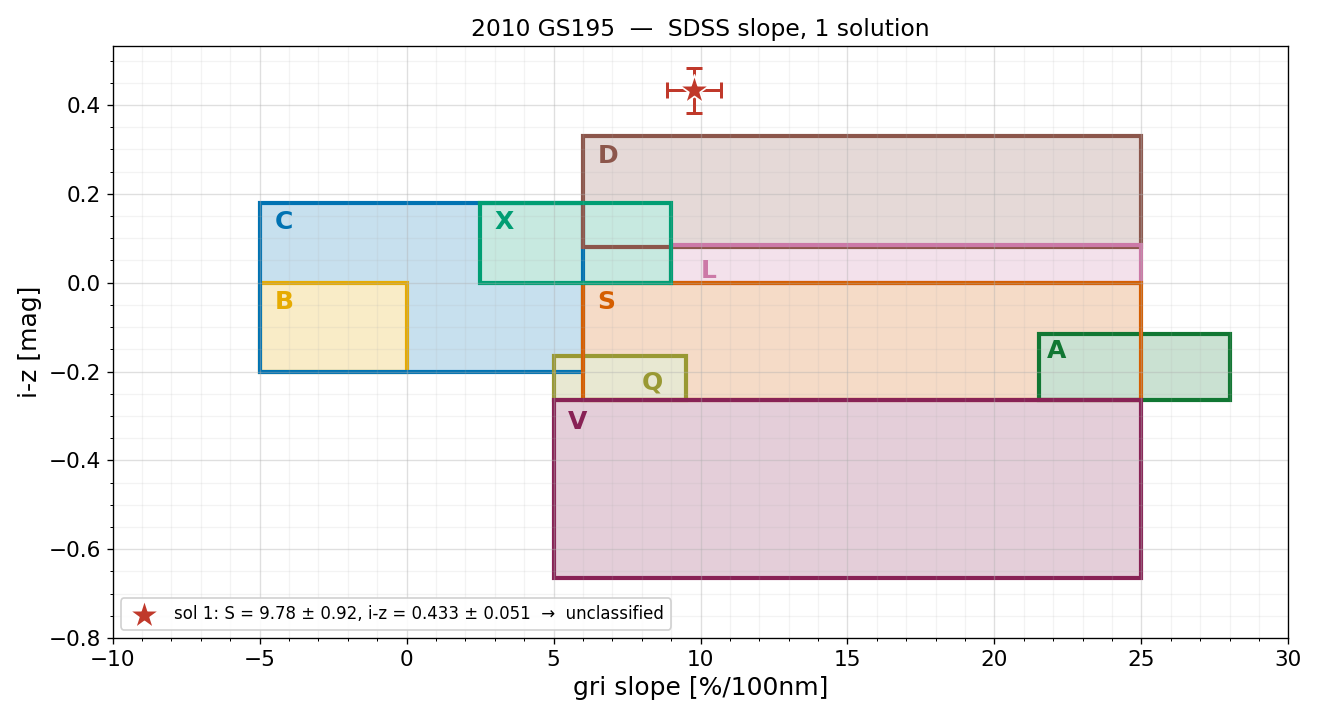 2010 GS195 — SDSS slope, 1 solution
i-z [mag]
0.4
0.2
0.0
−0.2
−0.4
−0.6
−0.8
D
C
X
L
B
S
A
Q
V
sol 1: S = 9.78 ± 0.92, i-z = 0.433 ± 0.051 → unclassified
−10
−5
0
5
10
15
20
25
30
gri slope [%/100nm]